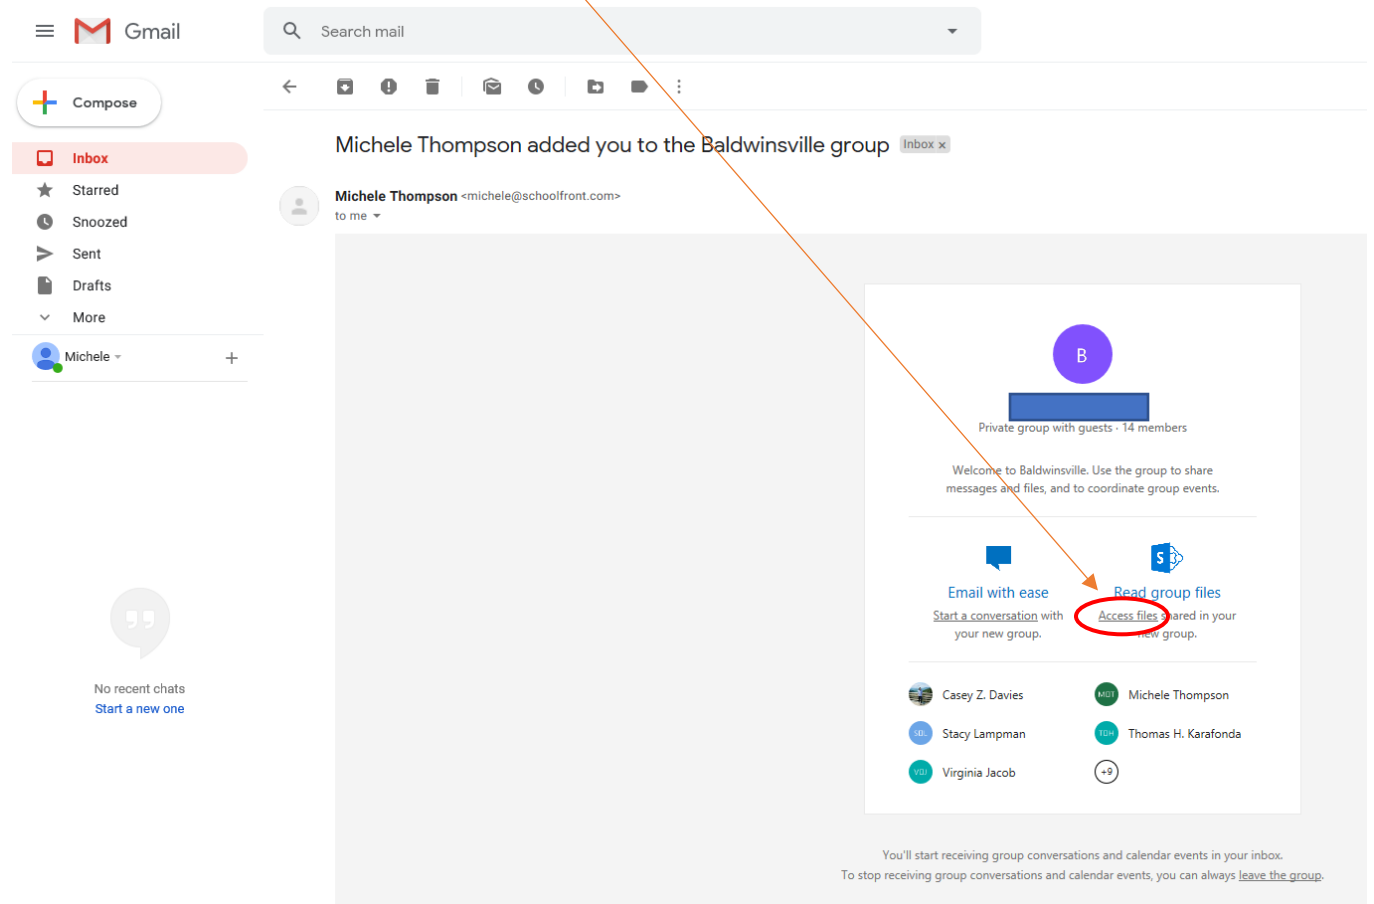 Gmail
Search mail
Compose
Inbox
Starred
Snoozed
Sent
Drafts
More
Michele
No recent chats
Start a new one
Michele Thompson added you to the Baldwinsville group Inbox x
Michele Thompson <michele@schoolfront.com>
to me
B
Private group with guests · 14 members
Welcome to Baldwinsville. Use the group to share
messages and files, and to coordinate group events.
S
Email with ease
Start a conversation with
your new group.
Read group files
Access files shared in your
new group.
Casey Z. Davies
MGT Michele Thompson
SDL Stacy Lampman
TDH Thomas H. Karafonda
VDJ Virginia Jacob
+9
You'll start receiving group conversations and calendar events in your inbox.
To stop receiving group conversations and calendar events, you can always leave the group.